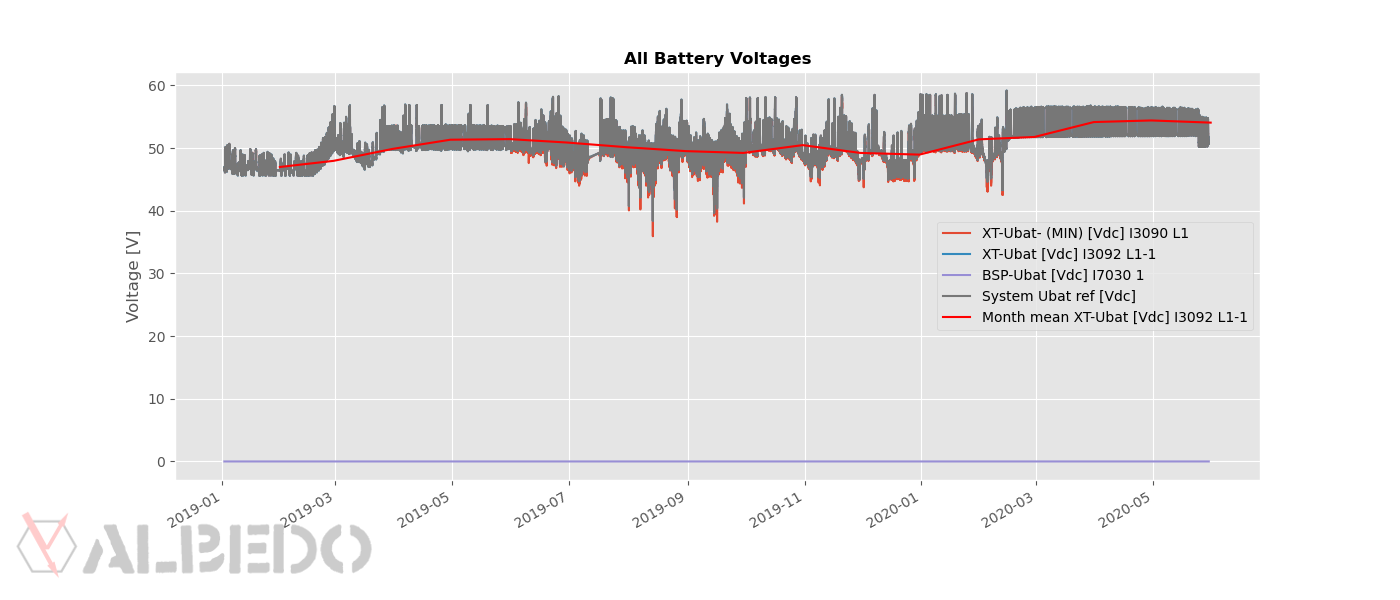 All Battery Voltages
Voltage [V]
60
50
40
30
20
10
0
XT-Ubat- (MIN) [Vdc] I3090 L1
XT-Ubat [Vdc] I3092 L1-1
BSP-Ubat [Vdc] I7030 1
System Ubat ref [Vdc]
Month mean XT-Ubat [Vdc] I3092 L1-1
2019-01
2019-03
2019-05
2019-07
2019-09
2019-11
2020-01
2020-03
2020-05
ALBEDO